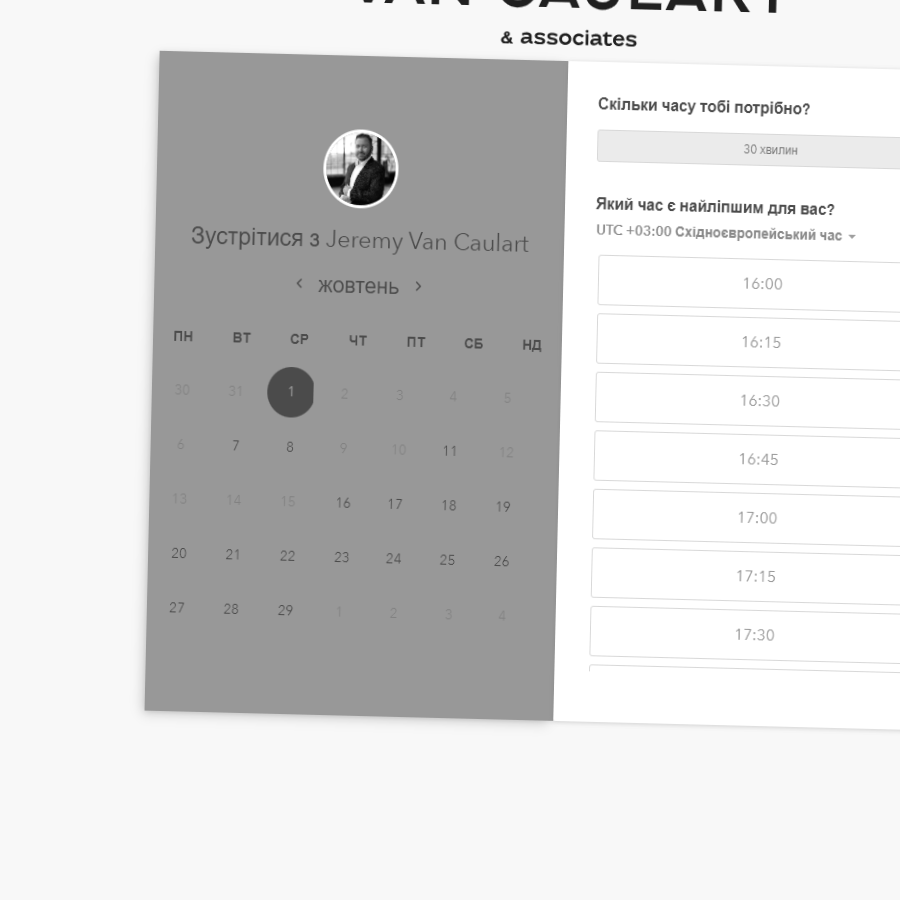 VAN CAULART
& associates
Зустрітися з Jeremy Van Caulart
жовтень
ПН ВТ СР ЧТ ПТ СБ НД
30 31 1 2 3 4 5
6 7 8 9 10 11 12
13 14 15 16 17 18 19
20 21 22 23 24 25 26
27 28 29 1 2 3 4
Скільки часу тобі потрібно?
30 хвилин
Який час є найліпшим для вас?
UTC +03:00 Східноєвропейський час
16:00
16:15
16:30
16:45
17:00
17:15
17:30